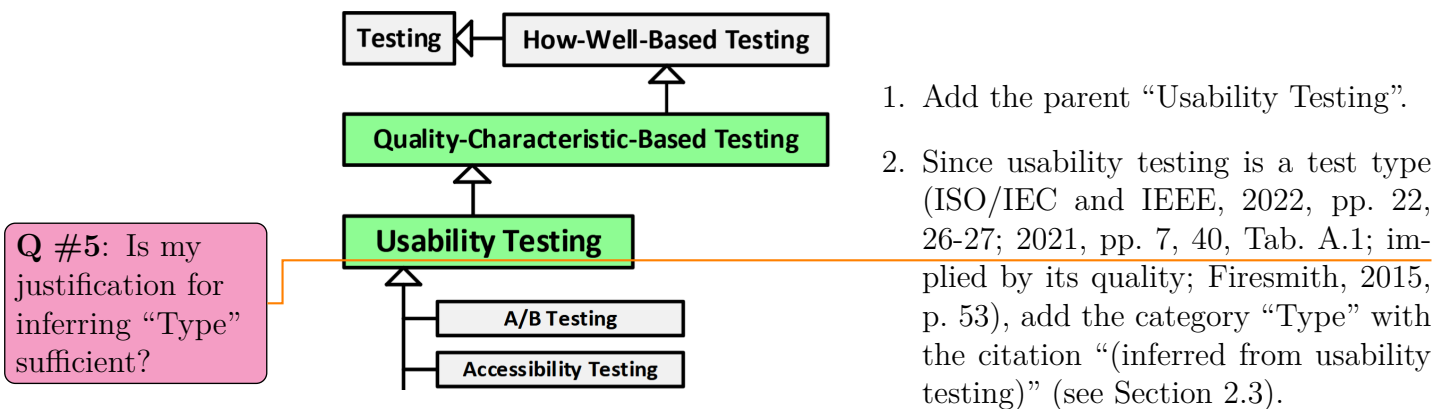 Q #5: Is my
justification for
inferring “Type”
sufficient?
Testing
How-Well-Based Testing
Quality-Characteristic-Based Testing
Usability Testing
A/B Testing
Accessibility Testing
1. Add the parent “Usability Testing”.
2. Since usability testing is a test type
(ISO/IEC and IEEE, 2022, pp. 22,
26-27; 2021, pp. 7, 40, Tab. A.1; im-
plied by its quality; Firesmith, 2015,
p. 53), add the category “Type” with
the citation “(inferred from usability
testing)” (see Section 2.3).